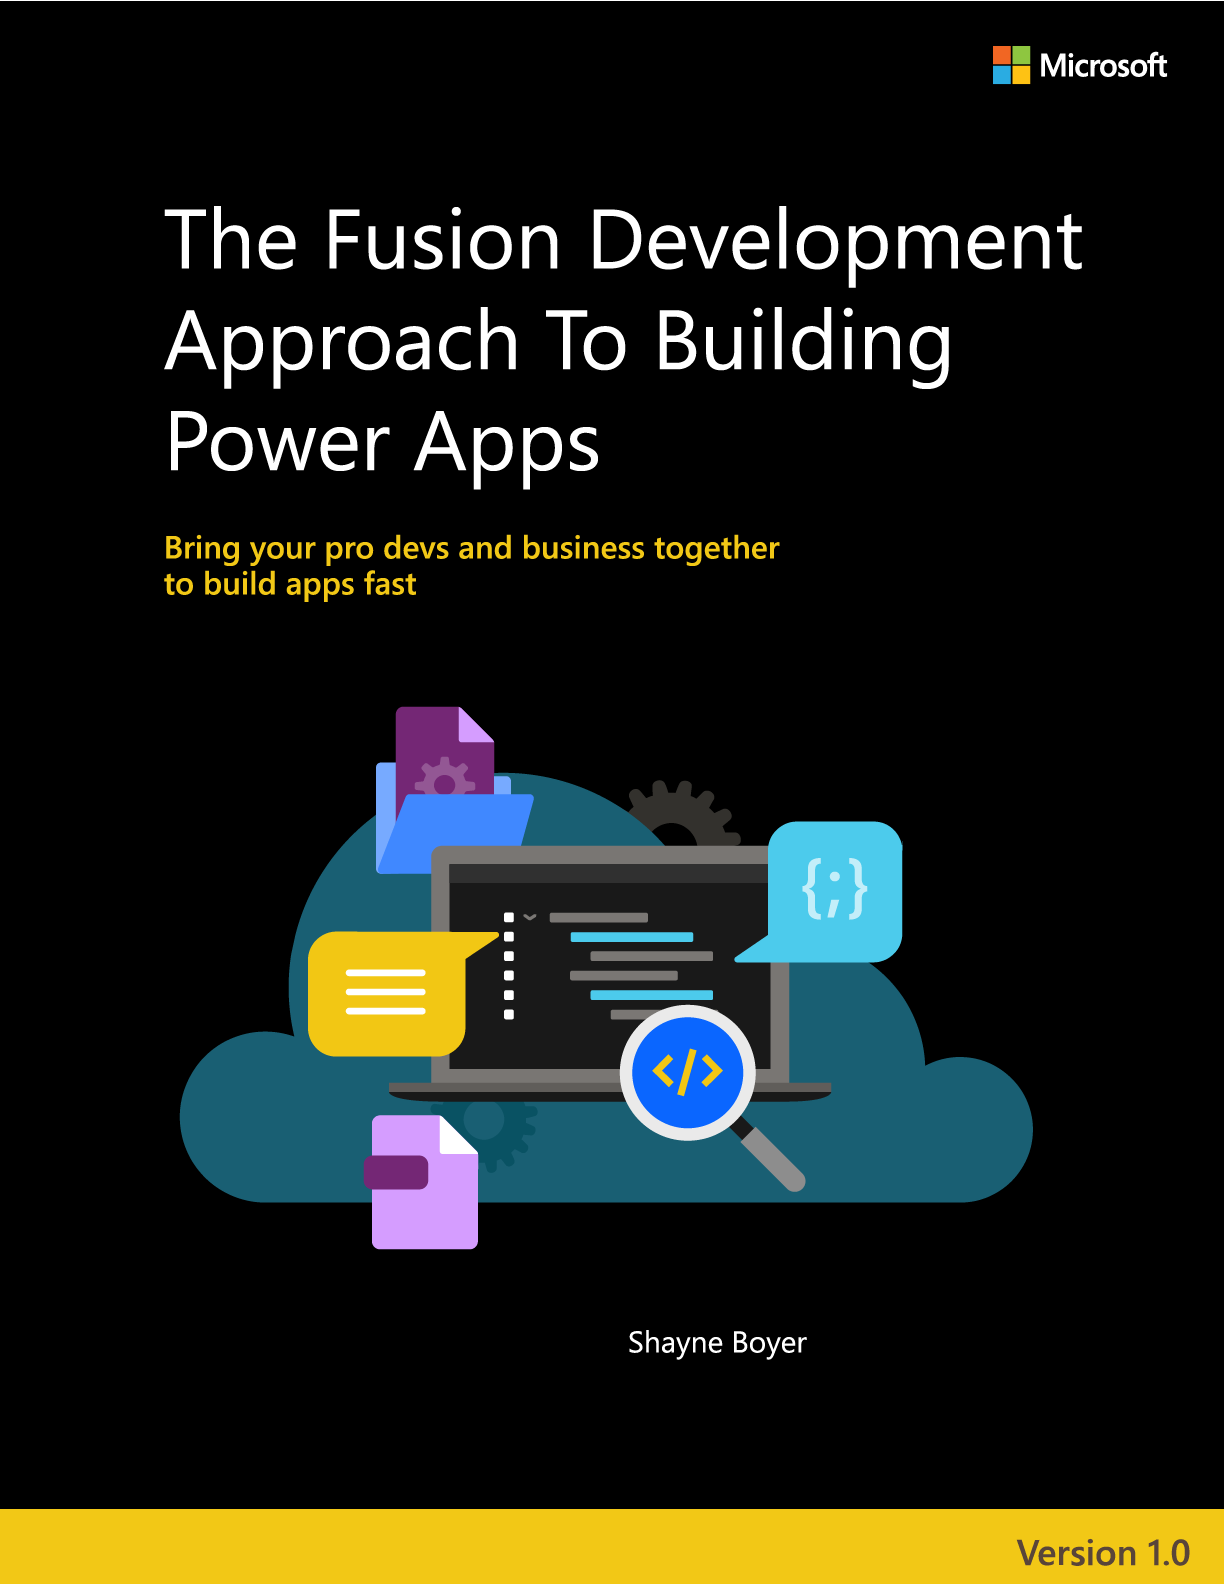 Microsoft
The Fusion Development
Approach To Building
Power Apps
Bring your pro devs and business together
to build apps fast
{;}
</>
Shayne Boyer
Version 1.0